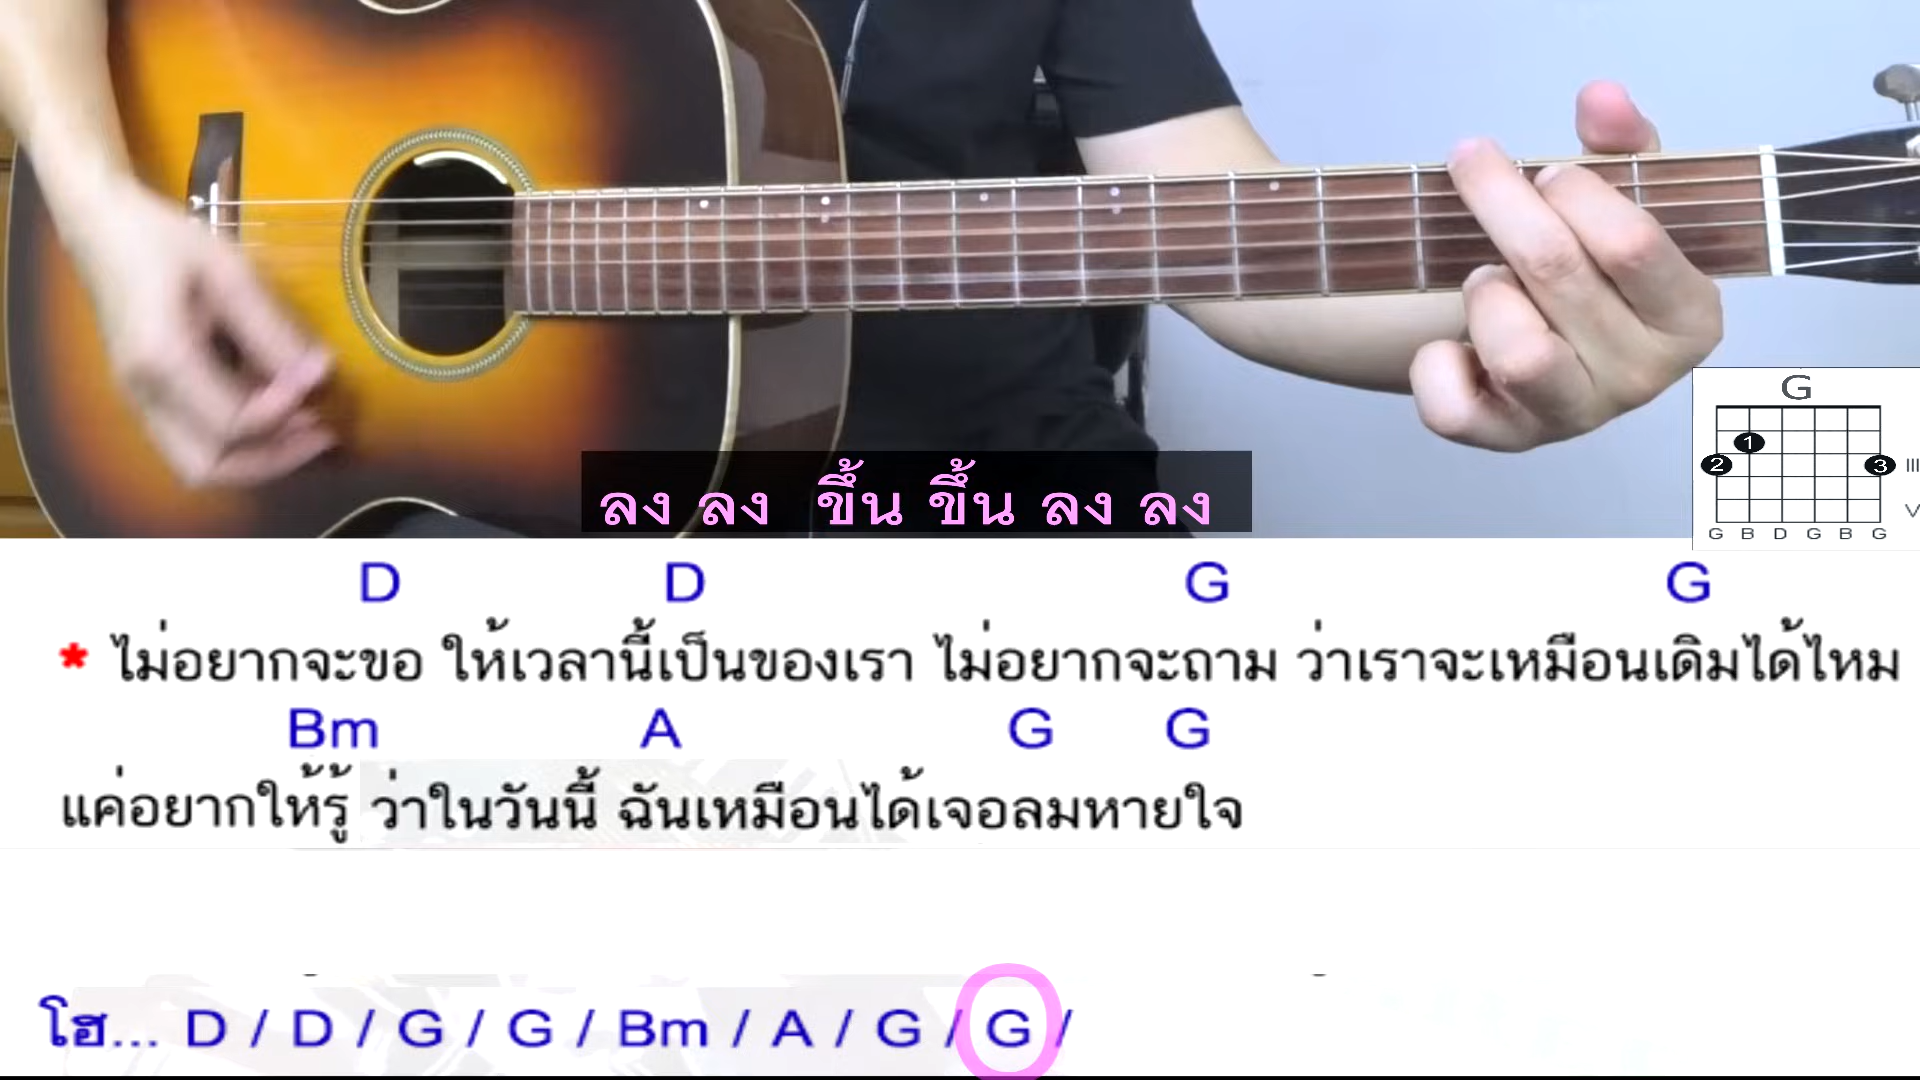 ลง ลง ขึ้น ขึ้น ลง ลง
G
1
2 3 III
V
G B D G B G
D D G G
* ไม่อยากจะขอ ให้เวลานี้เป็นของเรา ไม่อยากจะถาม ว่าเราจะเหมือนเดิมได้ไหม
Bm A G G
แค่อยากให้รู้ ว่าในวันนี้ ฉันเหมือนได้เจอลมหายใจ
โฮ... D / D / G / G / Bm / A / G / G /